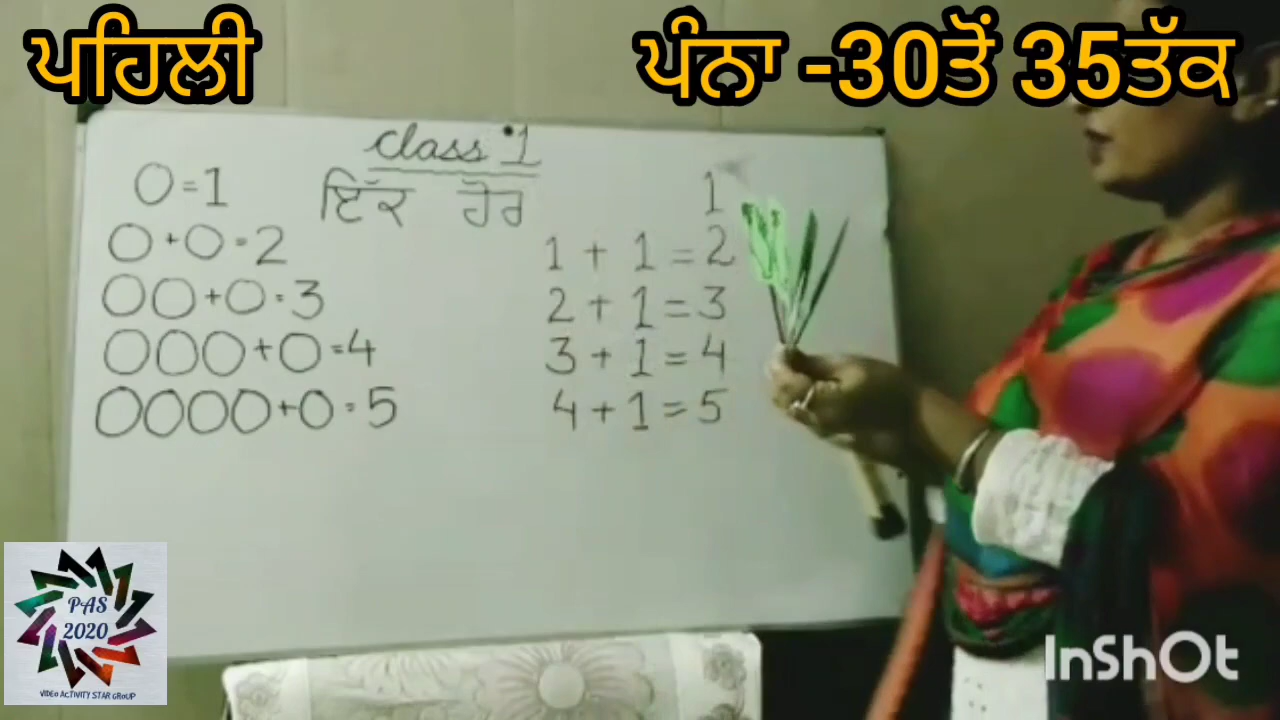 ਪਹਿਲੀ
ਪੰਨਾ -30ਤੋਂ 35ਤੱਕ
class 1
ਇੱਕ ਹੋਰ
0=1
0+0=2
00+0=3
000+0=4
0000+0=5
1
1+1=2
2+1=3
3+1=4
4+1=5
PAS
2020
VIDEO ACTIVITY STAR GROUP
InShOt